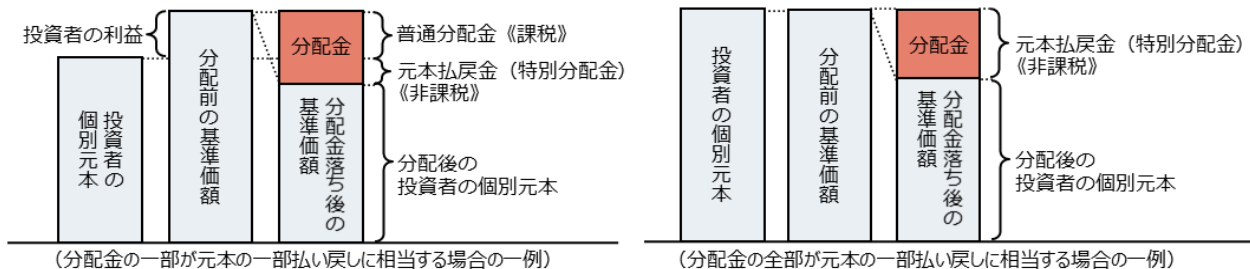 投資者の利益
投資者の
個別元本
分配前の基準価額
分配金
分配金落ち後の
基準価額
普通分配金《課税》
元本払戻金（特別分配金）
《非課税》
分配後の
投資者の個別元本
（分配金の一部が元本の一部払い戻しに相当する場合の一例）
投資者の個別元本
分配前の基準価額
分配金
分配金落ち後の
基準価額
元本払戻金（特別分配金）
《非課税》
分配後の
投資者の個別元本
（分配金の全部が元本の一部払い戻しに相当する場合の一例）